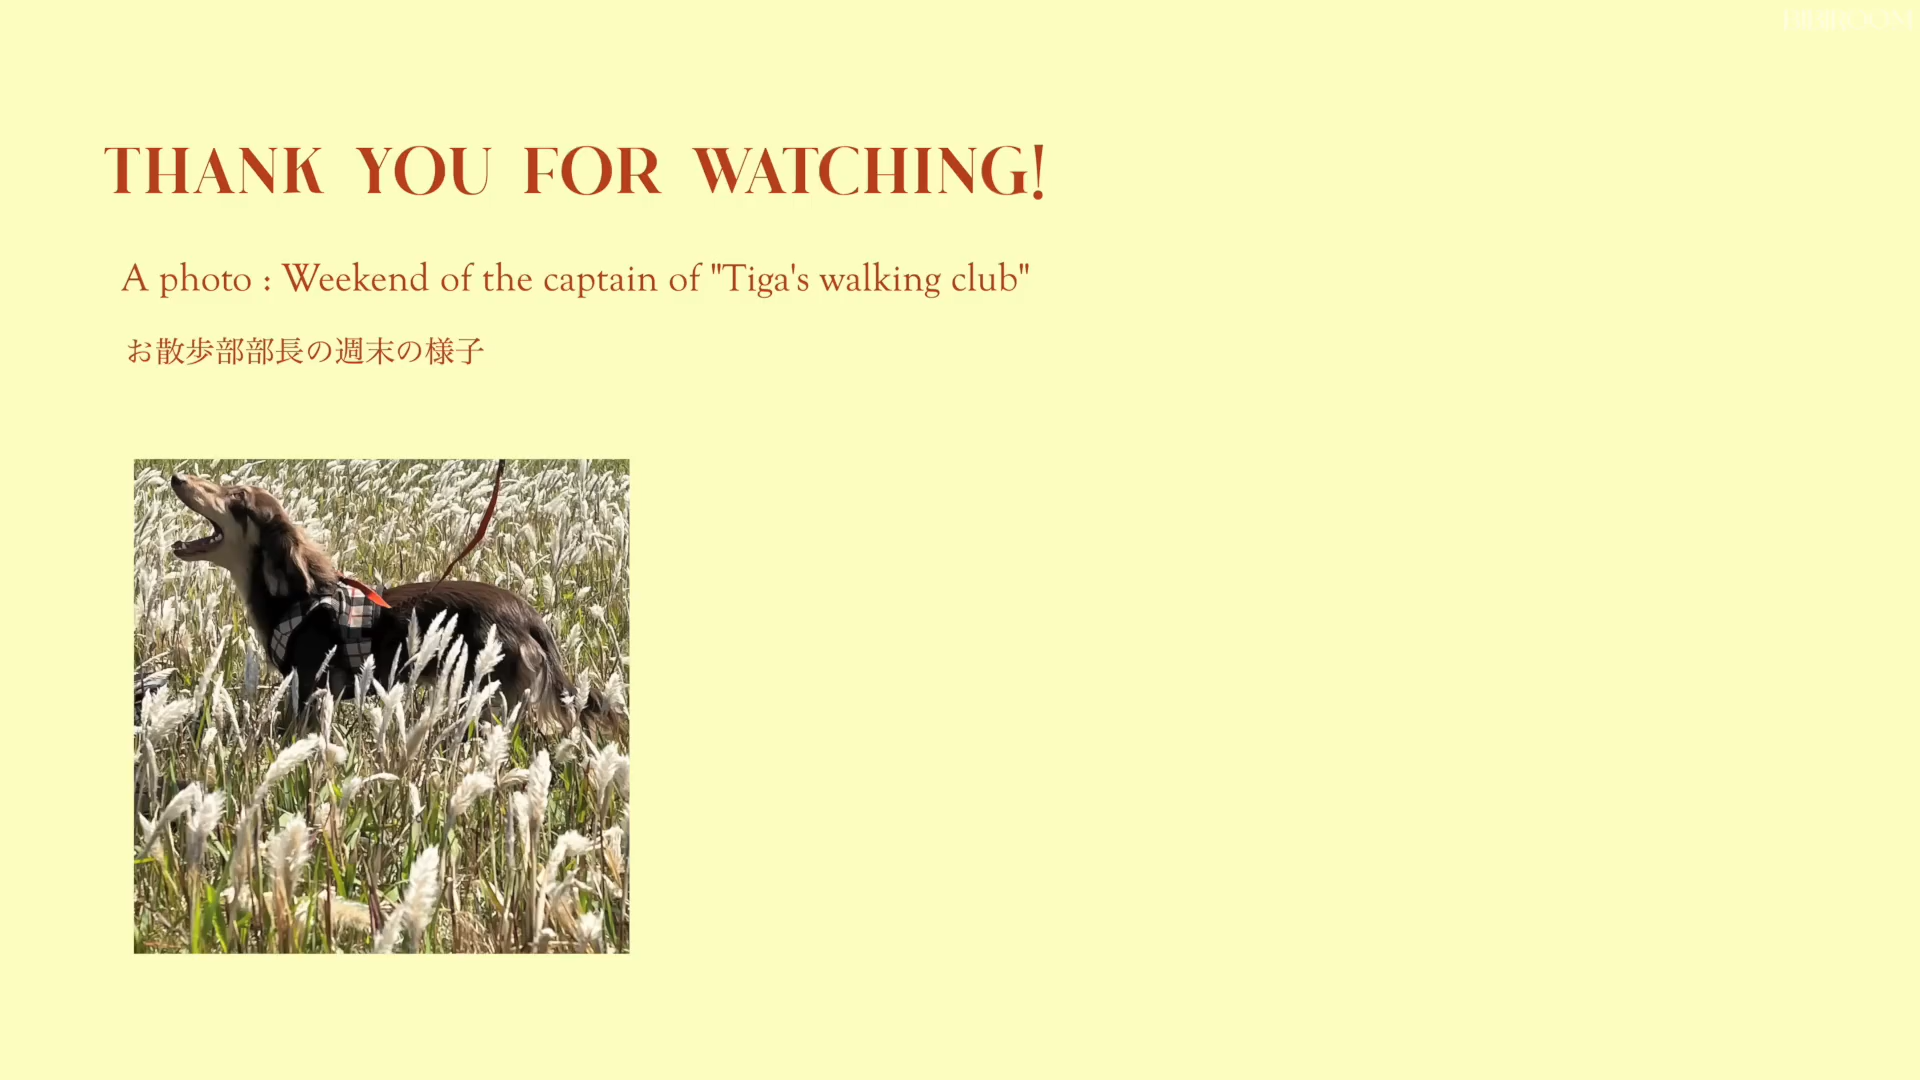 THANK YOU FOR WATCHING!
A photo : Weekend of the captain of "Tiga's walking club"
お散歩部部長の週末の様子